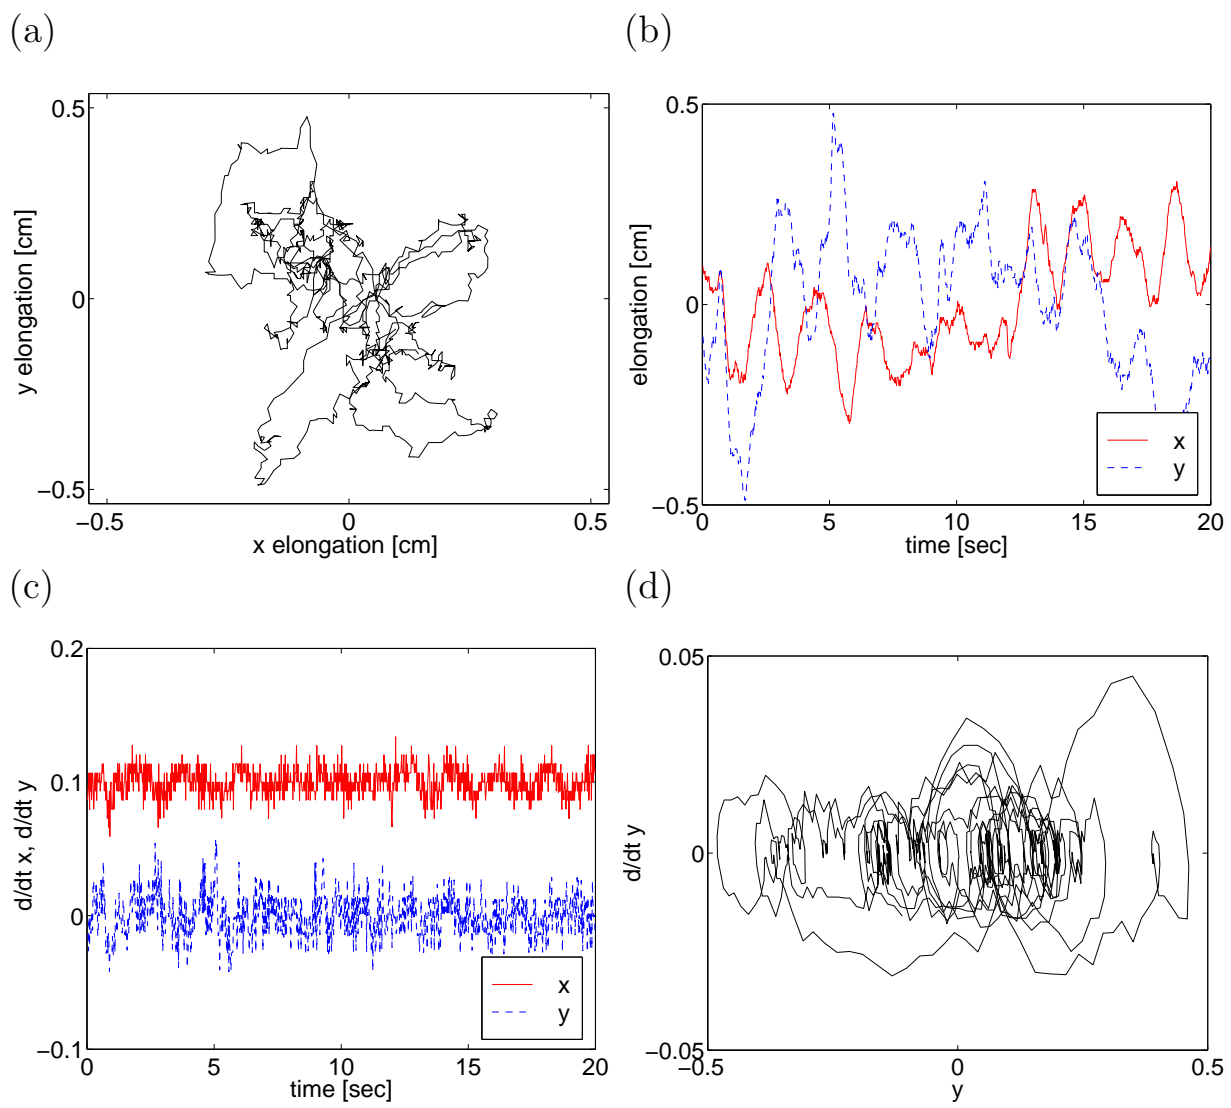 (a)
0.5
0
−0.5
−0.5
0
0.5
x elongation [cm]
y elongation [cm]
(b)
0.5
0
−0.5
0
5
10
15
20
time [sec]
elongation [cm]
x
y
(c)
0.2
0.1
0
−0.1
0
5
10
15
20
time [sec]
d/dt x, d/dt y
x
y
(d)
0.05
0
−0.05
−0.5
0
0.5
y
d/dt y